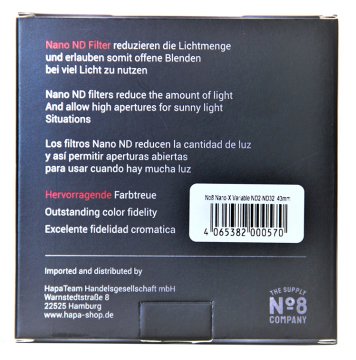 Nano ND Filter reduzieren die Lichtmenge
und erlauben somit offene Blenden
bei viel Licht zu nutzen
Nano ND filters reduce the amount of light
And allow high apertures for sunny light
Situations
Los filtros Nano ND reducen la cantidad de luz
y así permitir aperturas abiertas
para usar cuando hay mucha luz
Hervorragende Farbtreue
Outstanding color fidelity
Excelente fidelidad cromatica
No8 Nano X Variable ND2 ND32 43mm
4 065382 000570
Imported and distributed by
HapaTeam Handelsgesellschaft mbH
Warnstedtstraße 8
22525 Hamburg
www.hapa-shop.de
THE SUPPLY
Nº8
COMPANY